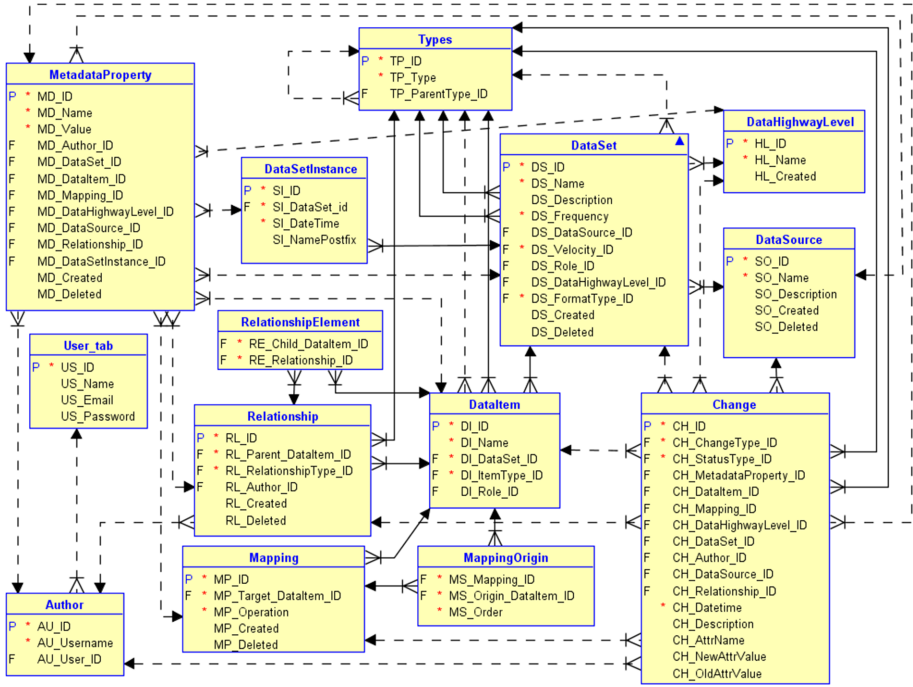 Types
P * TP_ID
* TP_Type
F TP_ParentType_ID
MetadataProperty
P * MD_ID
* MD_Name
* MD_Value
F MD_Author_ID
F MD_DataSet_ID
F MD_DataItem_ID
F MD_Mapping_ID
F MD_DataHighwayLevel_ID
F MD_DataSource_ID
F MD_Relationship_ID
F MD_DataSetInstance_ID
MD_Created
MD_Deleted
DataHighwayLevel
P * HL_ID
* HL_Name
HL_Created
DataSet
P * DS_ID
* DS_Name
DS_Description
* DS_Frequency
F DS_DataSource_ID
F * DS_Velocity_ID
F DS_Role_ID
F DS_DataHighwayLevel_ID
F * DS_FormatType_ID
DS_Created
DS_Deleted
DataSetInstance
P * SI_ID
F * SI_DataSet_id
* SI_DateTime
SI_NamePostfix
DataSource
P * SO_ID
* SO_Name
SO_Description
SO_Created
SO_Deleted
RelationshipElement
F * RE_Child_DataItem_ID
F * RE_Relationship_ID
User_tab
P * US_ID
US_Name
US_Email
US_Password
Relationship
P * RL_ID
F * RL_Parent_DataItem_ID
F * RL_RelationshipType_ID
F RL_Author_ID
RL_Created
RL_Deleted
DataItem
P * DI_ID
* DI_Name
F * DI_DataSet_ID
F * DI_ItemType_ID
F DI_Role_ID
Change
P * CH_ID
F * CH_ChangeType_ID
F * CH_StatusType_ID
F CH_MetadataProperty_ID
F CH_DataItem_ID
F CH_Mapping_ID
F CH_DataHighwayLevel_ID
F CH_DataSet_ID
F CH_Author_ID
F CH_DataSource_ID
F CH_Relationship_ID
* CH_Datetime
CH_Description
CH_AttrName
CH_NewAttrValue
CH_OldAttrValue
Mapping
P * MP_ID
F * MP_Target_DataItem_ID
* MP_Operation
MP_Created
MP_Deleted
MappingOrigin
F * MS_Mapping_ID
F * MS_Origin_DataItem_ID
* MS_Order
Author
P * AU_ID
* AU_Username
F AU_User_ID